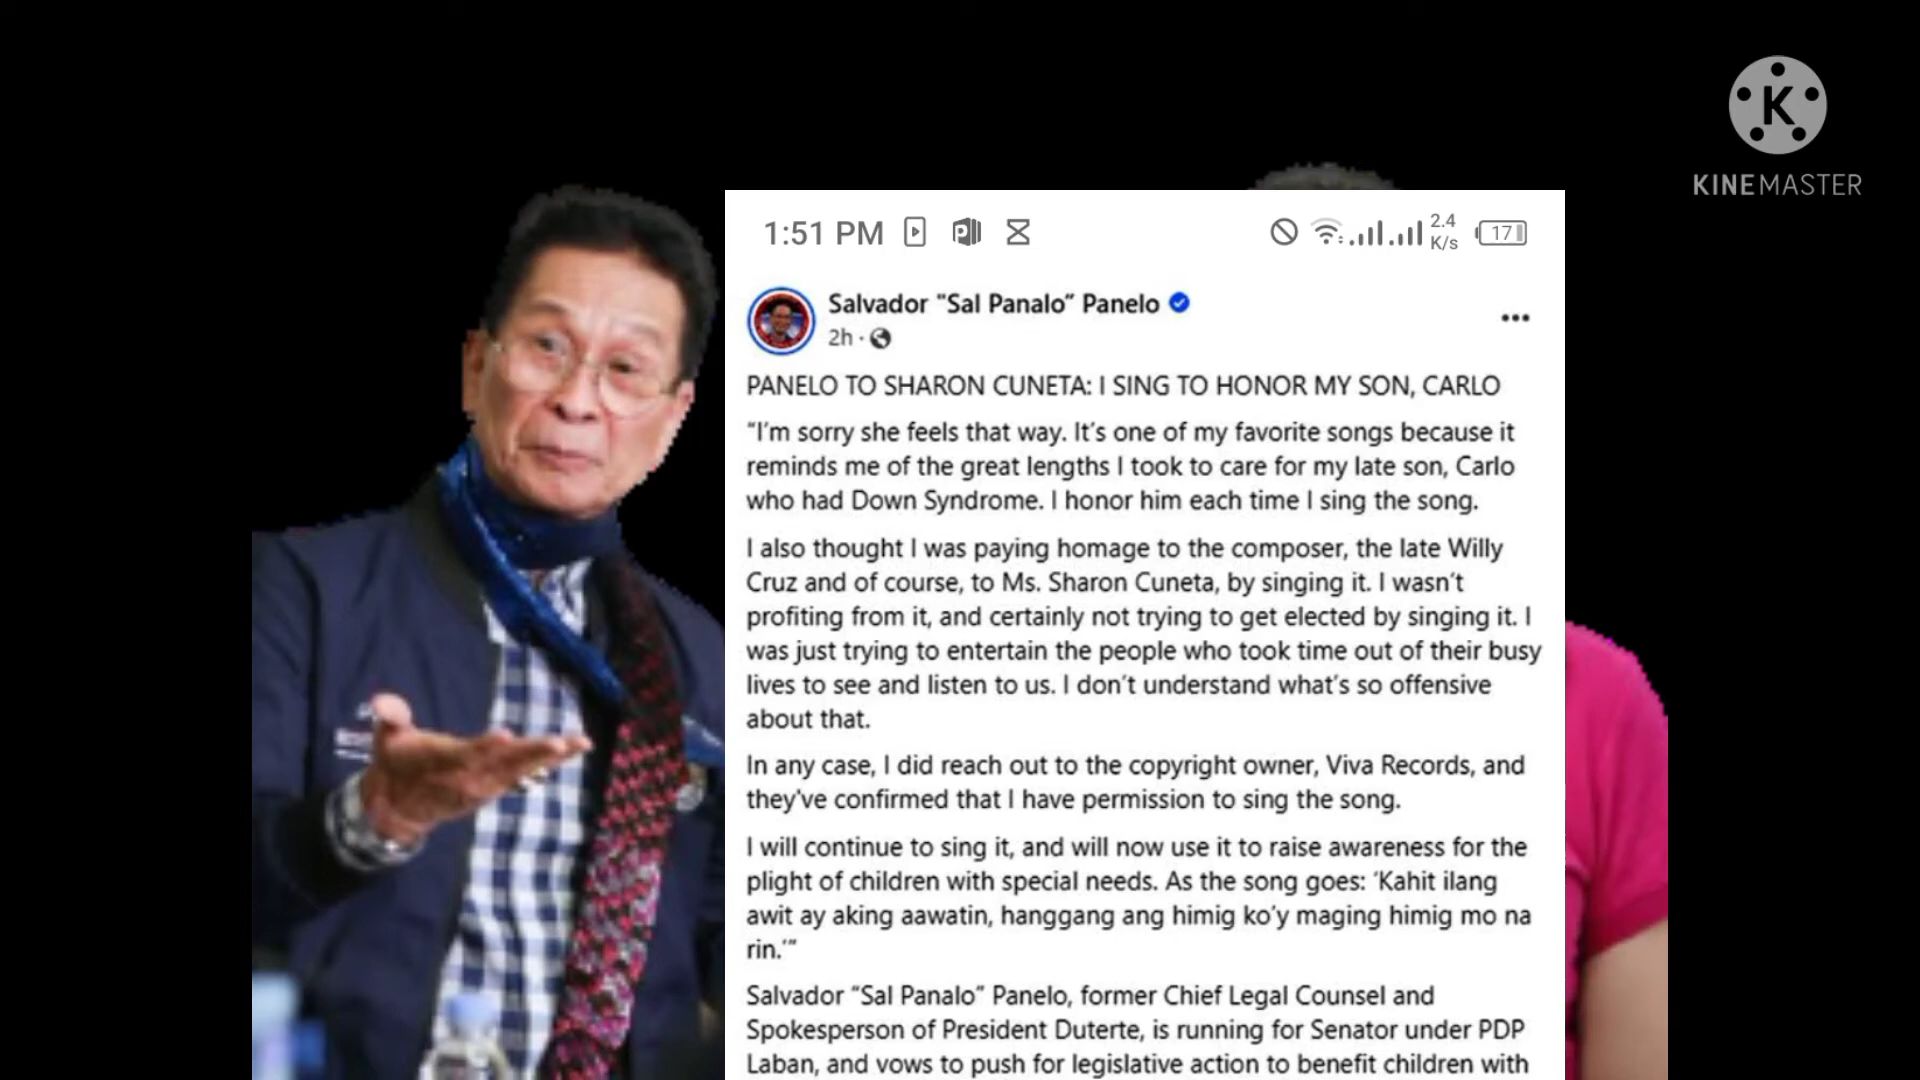 KINEMASTER
1:51 PM
2.4
K/s
17
Salvador "Sal Panalo" Panelo
2h ·
PANELO TO SHARON CUNETA: I SING TO HONOR MY SON, CARLO
“I’m sorry she feels that way. It’s one of my favorite songs because it
reminds me of the great lengths I took to care for my late son, Carlo
who had Down Syndrome. I honor him each time I sing the song.
I also thought I was paying homage to the composer, the late Willy
Cruz and of course, to Ms. Sharon Cuneta, by singing it. I wasn’t
profiting from it, and certainly not trying to get elected by singing it. I
was just trying to entertain the people who took time out of their busy
lives to see and listen to us. I don’t understand what’s so offensive
about that.
In any case, I did reach out to the copyright owner, Viva Records, and
they’ve confirmed that I have permission to sing the song.
I will continue to sing it, and will now use it to raise awareness for the
plight of children with special needs. As the song goes: ‘Kahit ilang
awit ay aking aawatin, hanggang ang himig ko’y maging himig mo na
rin.’”
Salvador “Sal Panalo” Panelo, former Chief Legal Counsel and
Spokesperson of President Duterte, is running for Senator under PDP
Laban, and vows to push for legislative action to benefit children with